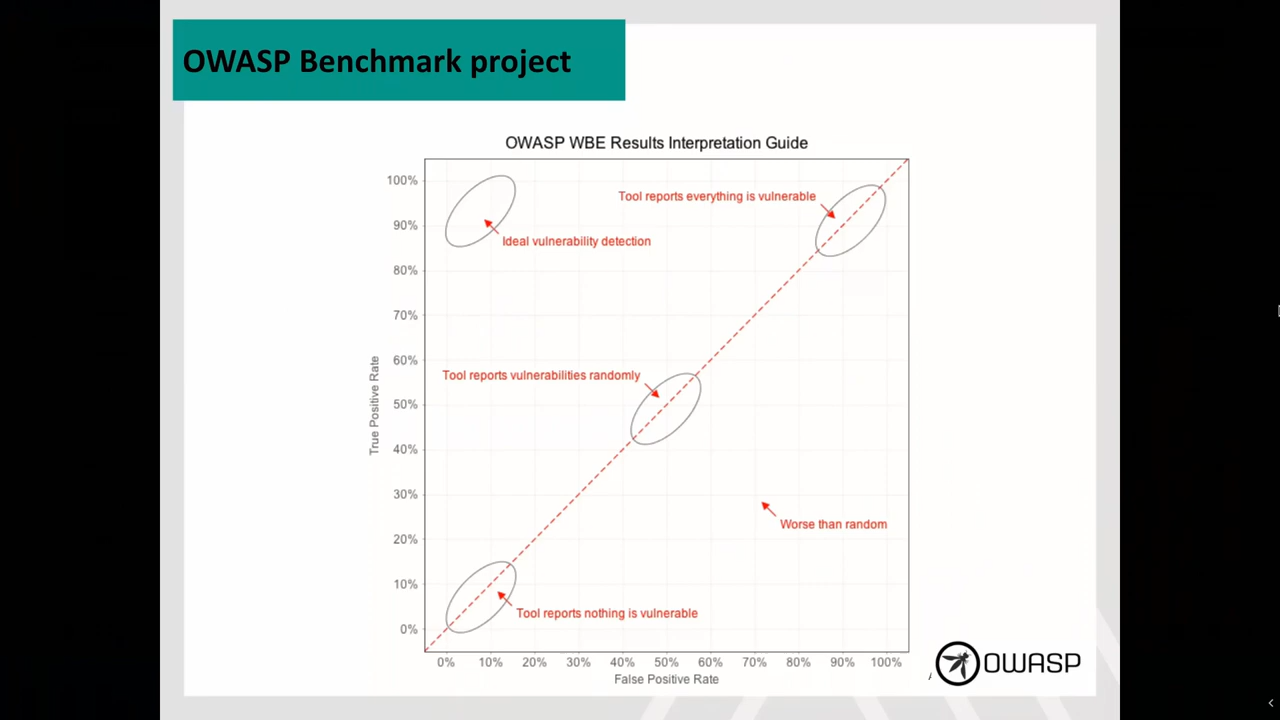 OWASP Benchmark project
OWASP WBE Results Interpretation Guide
100%
90%
80%
70%
60%
50%
40%
30%
20%
10%
0%
True Positive Rate
Tool reports everything is vulnerable
Ideal vulnerability detection
Tool reports vulnerabilities randomly
Worse than random
Tool reports nothing is vulnerable
0% 10% 20% 30% 40% 50% 60% 70% 80% 90% 100%
False Positive Rate
OWASP